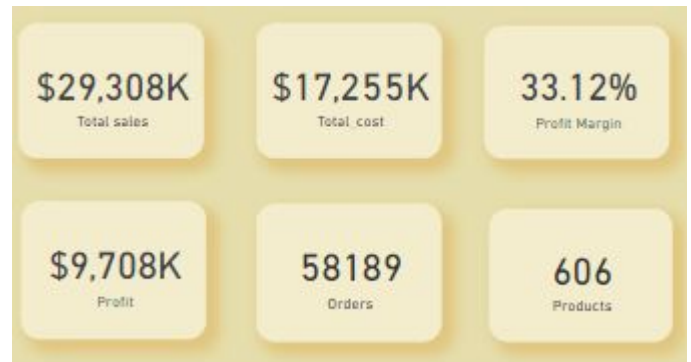 $29,308K
Total sales
$17,255K
Total_cost
33.12%
Profit Margin
$9,708K
Profit
58189
Orders
606
Products